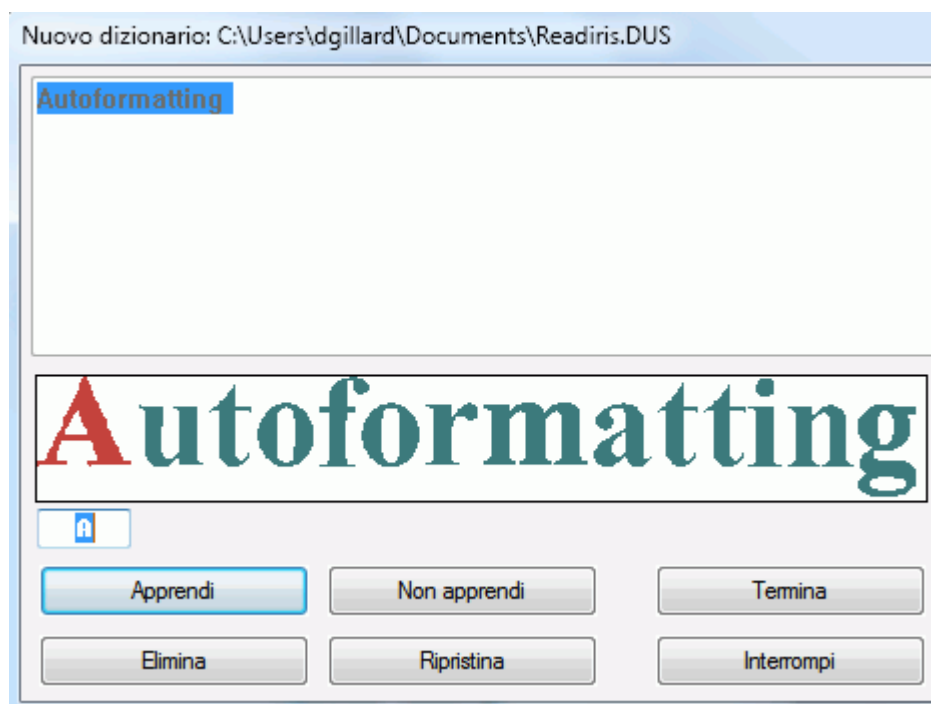 Nuovo dizionario: C:\Users\dgillard\Documents\Readiris.DUS
Autoformatting
Autoformatting
A
Apprendi Non apprendi Termina
Elimina Ripristina Interrompi